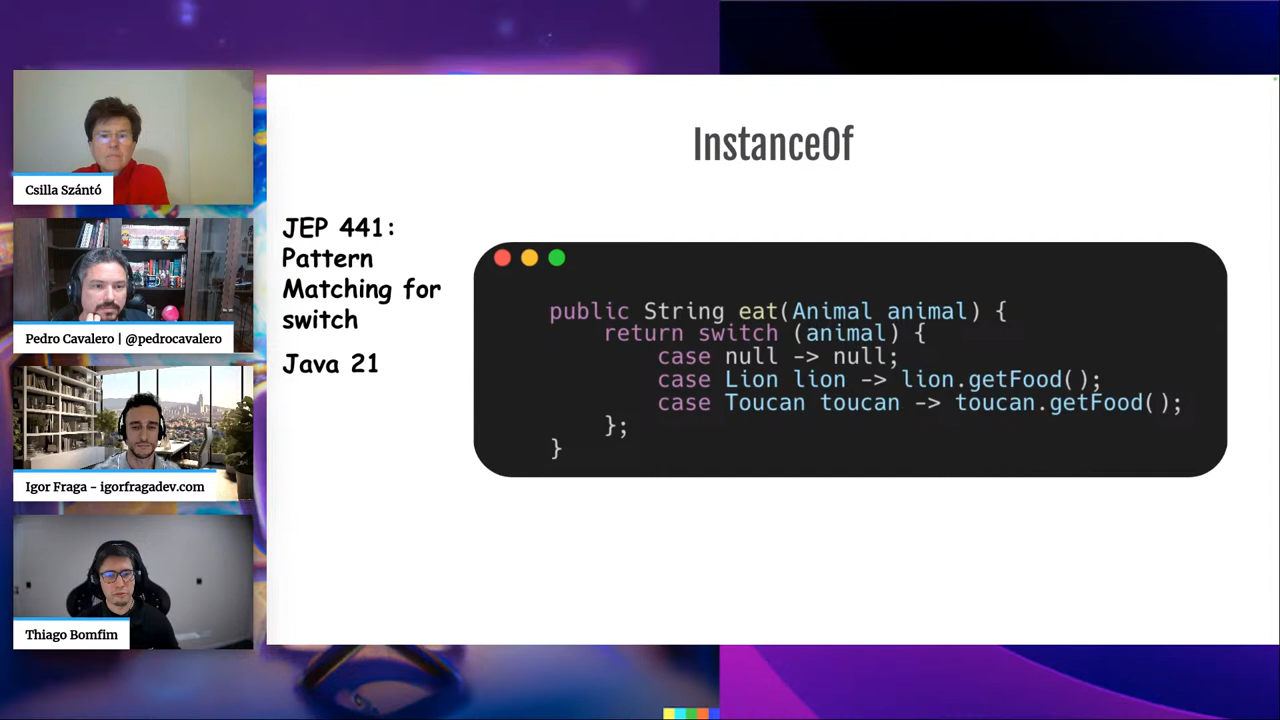 Csilla Szántó
Pedro Cavalero | @pedrocavalero
Igor Fraga - igorfragadev.com
Thiago Bomfim
InstanceOf
JEP 441:
Pattern
Matching for
switch
Java 21
public String eat(Animal animal) {
    return switch (animal) {
        case null -> null;
        case Lion lion -> lion.getFood();
        case Toucan toucan -> toucan.getFood();
    };
}